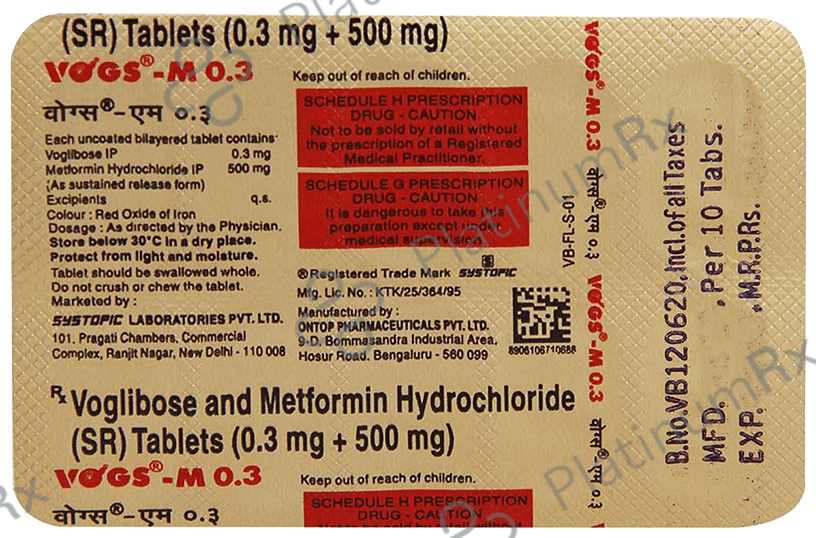 (SR) Tablets (0.3 mg + 500 mg)
VOGS®-M 0.3
वोग्स®-एम ०.३
Each uncoated bilayered tablet contains:
Voglibose IP 0.3 mg
Metformin Hydrochloride IP 500 mg
(As sustained release form)
Excipients q.s.
Colour : Red Oxide of Iron
Dosage : As directed by the Physician.
Store below 30°C in a dry place.
Protect from light and moisture.
Tablet should be swallowed whole.
Do not crush or chew the tablet.
Marketed by :
SYSTOPIC LABORATORIES PVT. LTD.
101, Pragati Chambers, Commercial
Complex, Ranjit Nagar, New Delhi - 110 008
Keep out of reach of children.
SCHEDULE H PRESCRIPTION
DRUG - CAUTION
Not to be sold by retail without
the prescription of a Registered
Medical Practitioner.
SCHEDULE G PRESCRIPTION
DRUG - CAUTION
It is dangerous to take this
preparation except under
medical supervision
® Registered Trade Mark SYSTOPIC
Mfg. Lic. No. : KTK/25/364/95
Manufactured by :
ONTOP PHARMACEUTICALS PVT. LTD.
9-D, Bommasandra Industrial Area,
Hosur Road, Bengaluru - 560 099
8906106710688
VB-FL-S-01
VOGS®-M 0.3 वोग्स®-एम ०.३ VOGS®-M 0.3 वोग्स®-एम ०.३
B.No.VB120620,Incl.of all Taxes
MFD. , Per 10 Tabs.
EXP. .M.R.P.Rs.
Rx Voglibose and Metformin Hydrochloride
(SR) Tablets (0.3 mg + 500 mg)
VOGS®-M 0.3
वोग्स®-एम ०.३
Keep out of reach of children.
SCHEDULE H PRESCRIPTION
DRUG - CAUTION
Not to be sold by retail without
PlatinumRx
PlatinumRx
PlatinumRx
Rx